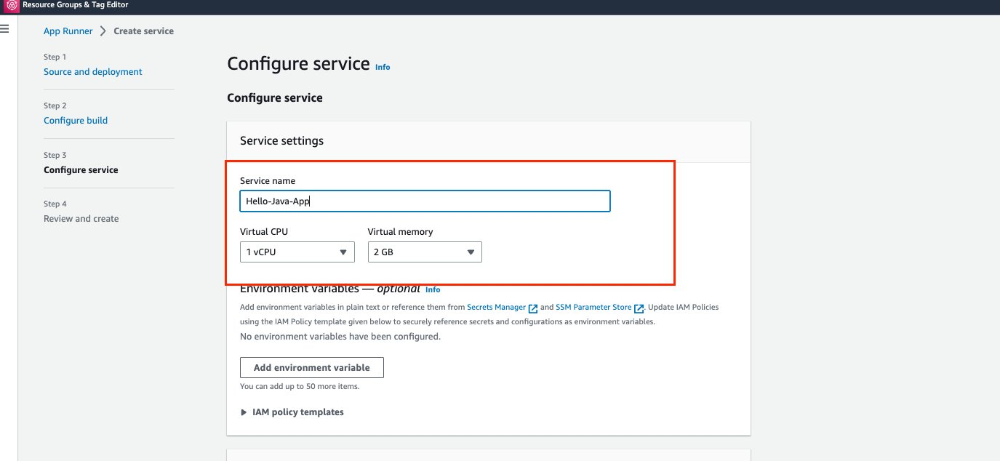 Resource Groups & Tag Editor
App Runner > Create service
Step 1
Source and deployment
Step 2
Configure build
Step 3
Configure service
Step 4
Review and create
Configure service Info
Configure service
Service settings
Service name
Hello-Java-App
Virtual CPU Virtual memory
1 vCPU 2 GB
Environment variables — optional Info
Add environment variables in plain text or reference them from Secrets Manager and SSM Parameter Store. Update IAM Policies
using the IAM Policy template given below to securely reference secrets and configurations as environment variables.
No environment variables have been configured.
Add environment variable
You can add up to 50 more items.
IAM policy templates